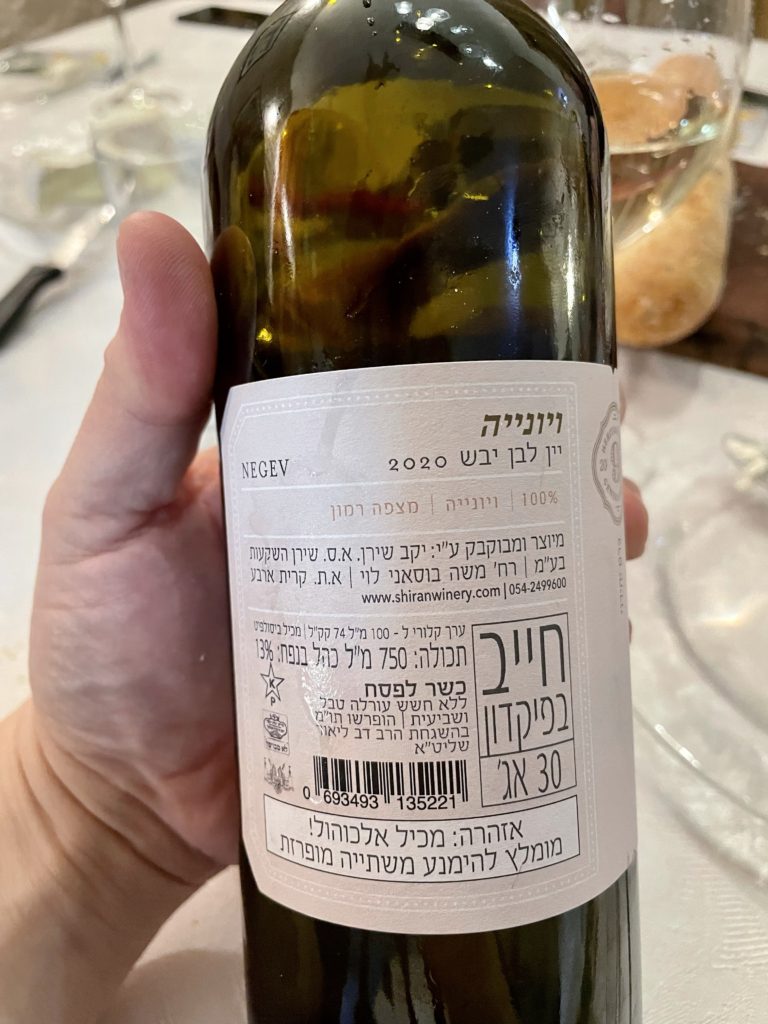 ויונייה
יין לבן יבש 2020
NEGEV
100% | ויונייה | מצפה רמון
מיוצר ומבוקבק ע"י: יקב שירן. א.ס. שירן השקעות
בע"מ | רח' משה בוסאני לוי | א.ת. קרית ארבע
www.shiranwinery.com | 054-2499600
ערך קלורי ל - 100 מ"ל 74 קק"ל | מכיל ביסולפיט
תכולה: 750 מ"ל כהל בנפח: 13%
כשר לפסח
ללא חשש עורלה טבל
ושביעית | הופרשו תו"מ
בהשגחת הרב דב ליאור
שליט"א
K
P
חייב
בפיקדון
30 אג'
0 693493 135221
אזהרה: מכיל אלכוהול!
מומלץ להימנע משתייה מופרזת